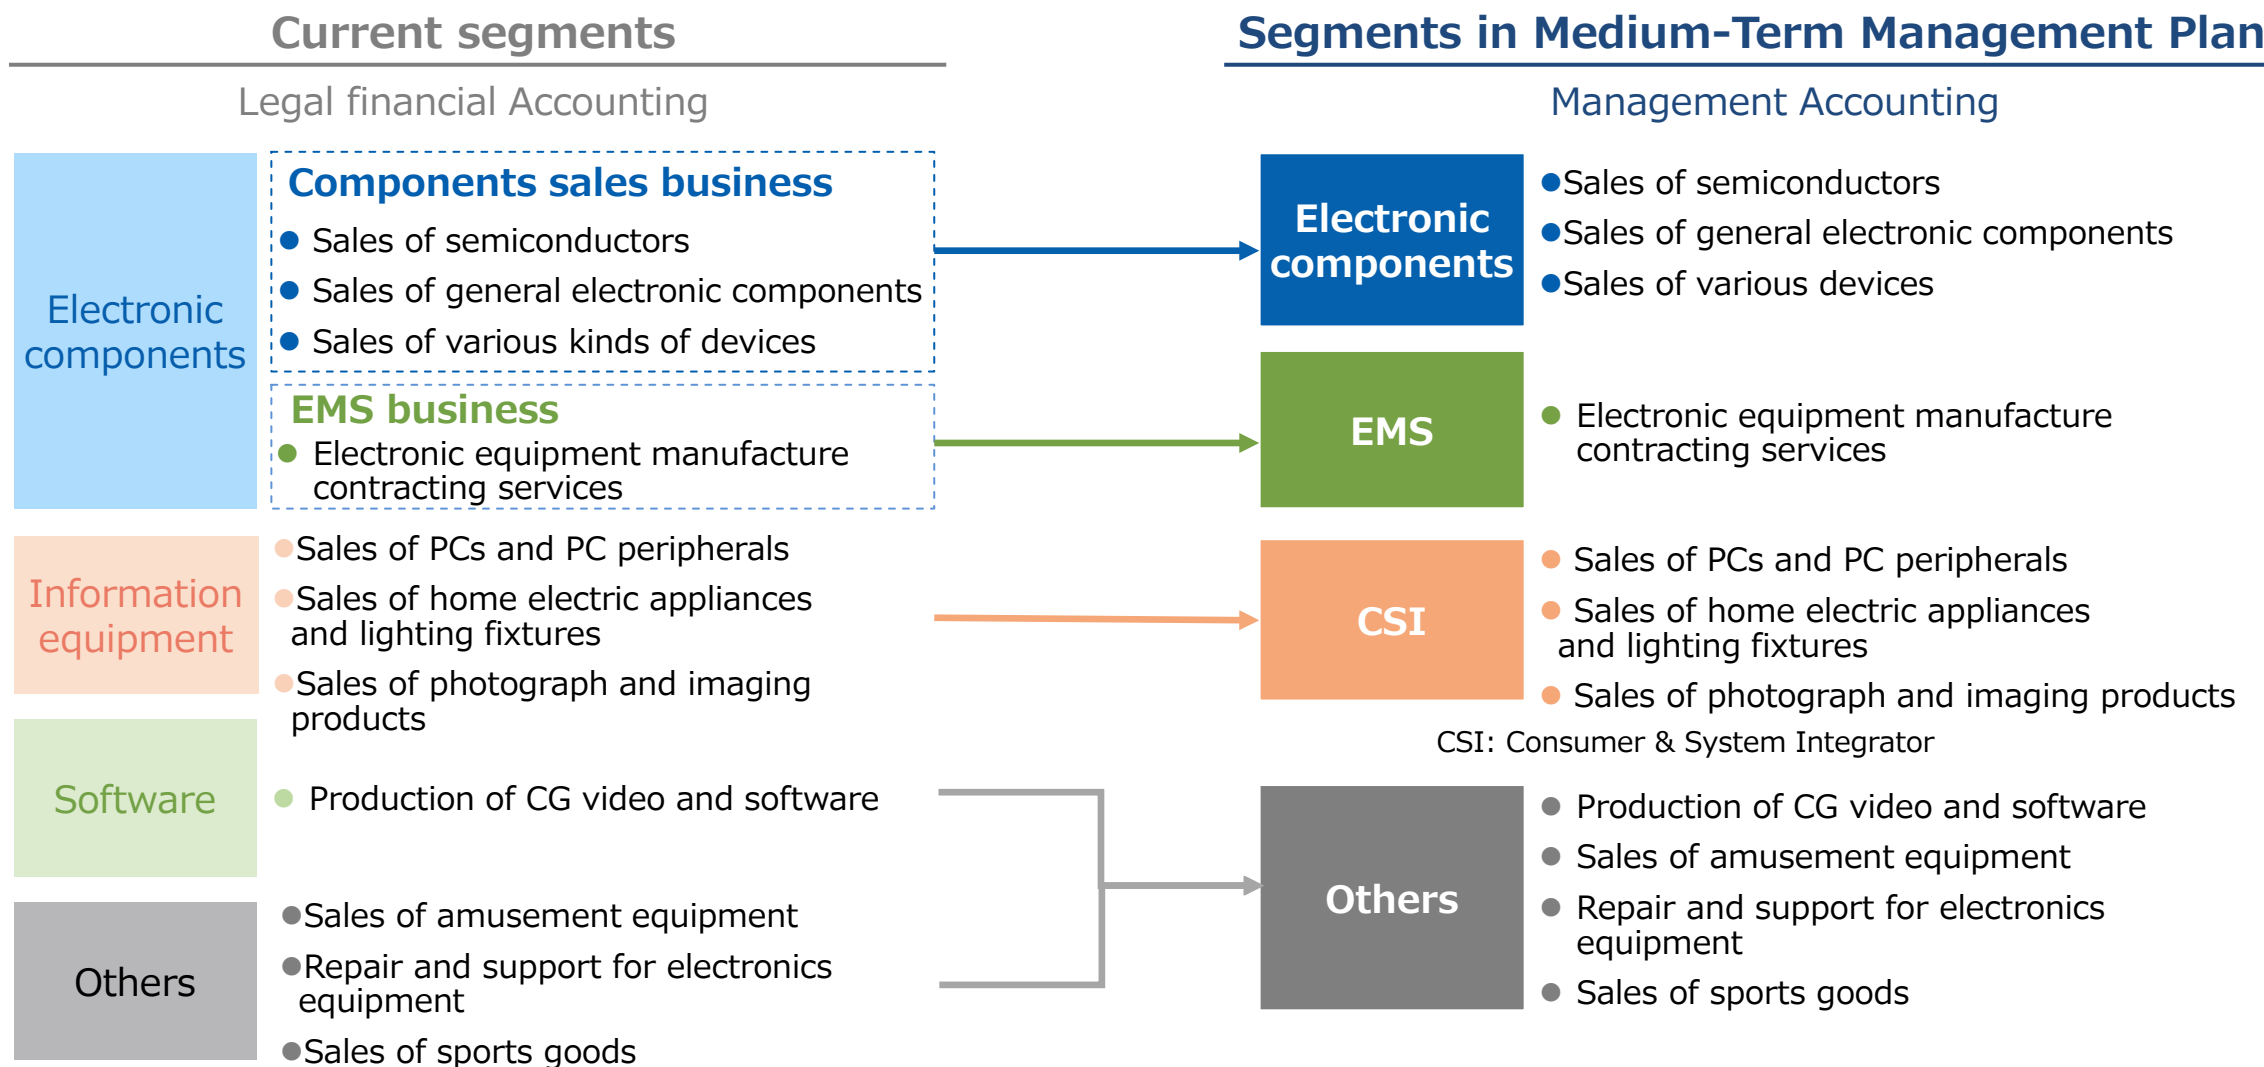 Current segments
Legal financial Accounting
Electronic
components
Components sales business
● Sales of semiconductors
● Sales of general electronic components
● Sales of various kinds of devices
EMS business
● Electronic equipment manufacture
contracting services
Information
equipment
●Sales of PCs and PC peripherals
●Sales of home electric appliances
and lighting fixtures
●Sales of photograph and imaging
products
Software
● Production of CG video and software
Others
●Sales of amusement equipment
●Repair and support for electronics
equipment
●Sales of sports goods
Segments in Medium-Term Management Plan
Management Accounting
Electronic
components
●Sales of semiconductors
●Sales of general electronic components
●Sales of various devices
EMS
● Electronic equipment manufacture
contracting services
CSI
● Sales of PCs and PC peripherals
● Sales of home electric appliances
and lighting fixtures
● Sales of photograph and imaging products
CSI: Consumer & System Integrator
Others
● Production of CG video and software
● Sales of amusement equipment
● Repair and support for electronics
equipment
● Sales of sports goods